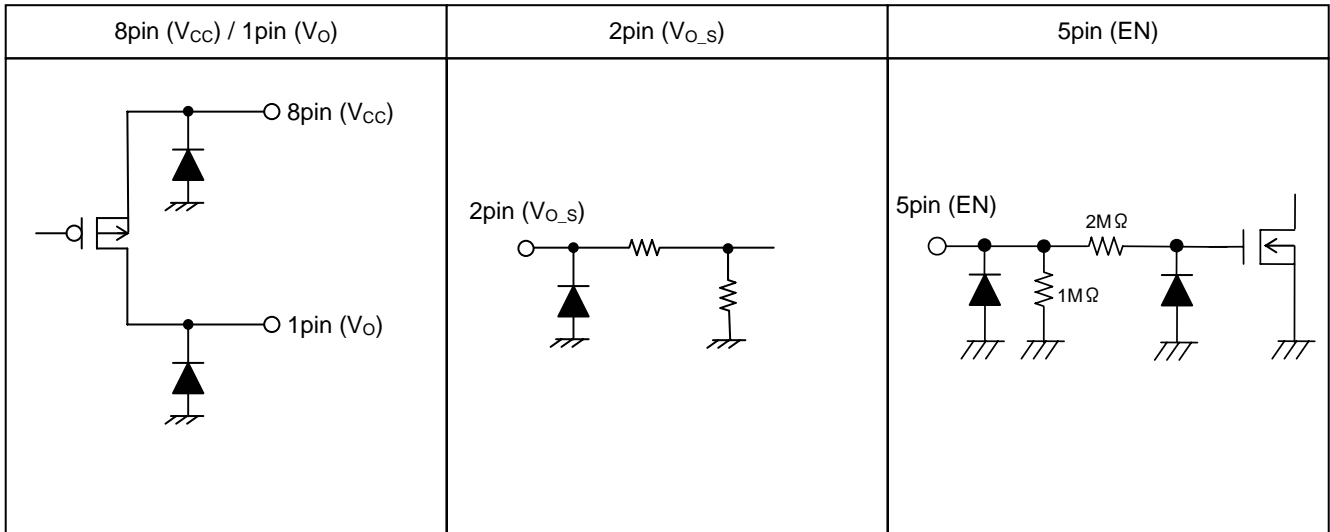 8pin (VCC) / 1pin (VO)
2pin (VO_S)
5pin (EN)
8pin (VCC)
1pin (VO)
2pin (VO_S)
5pin (EN)
2MΩ
1MΩ